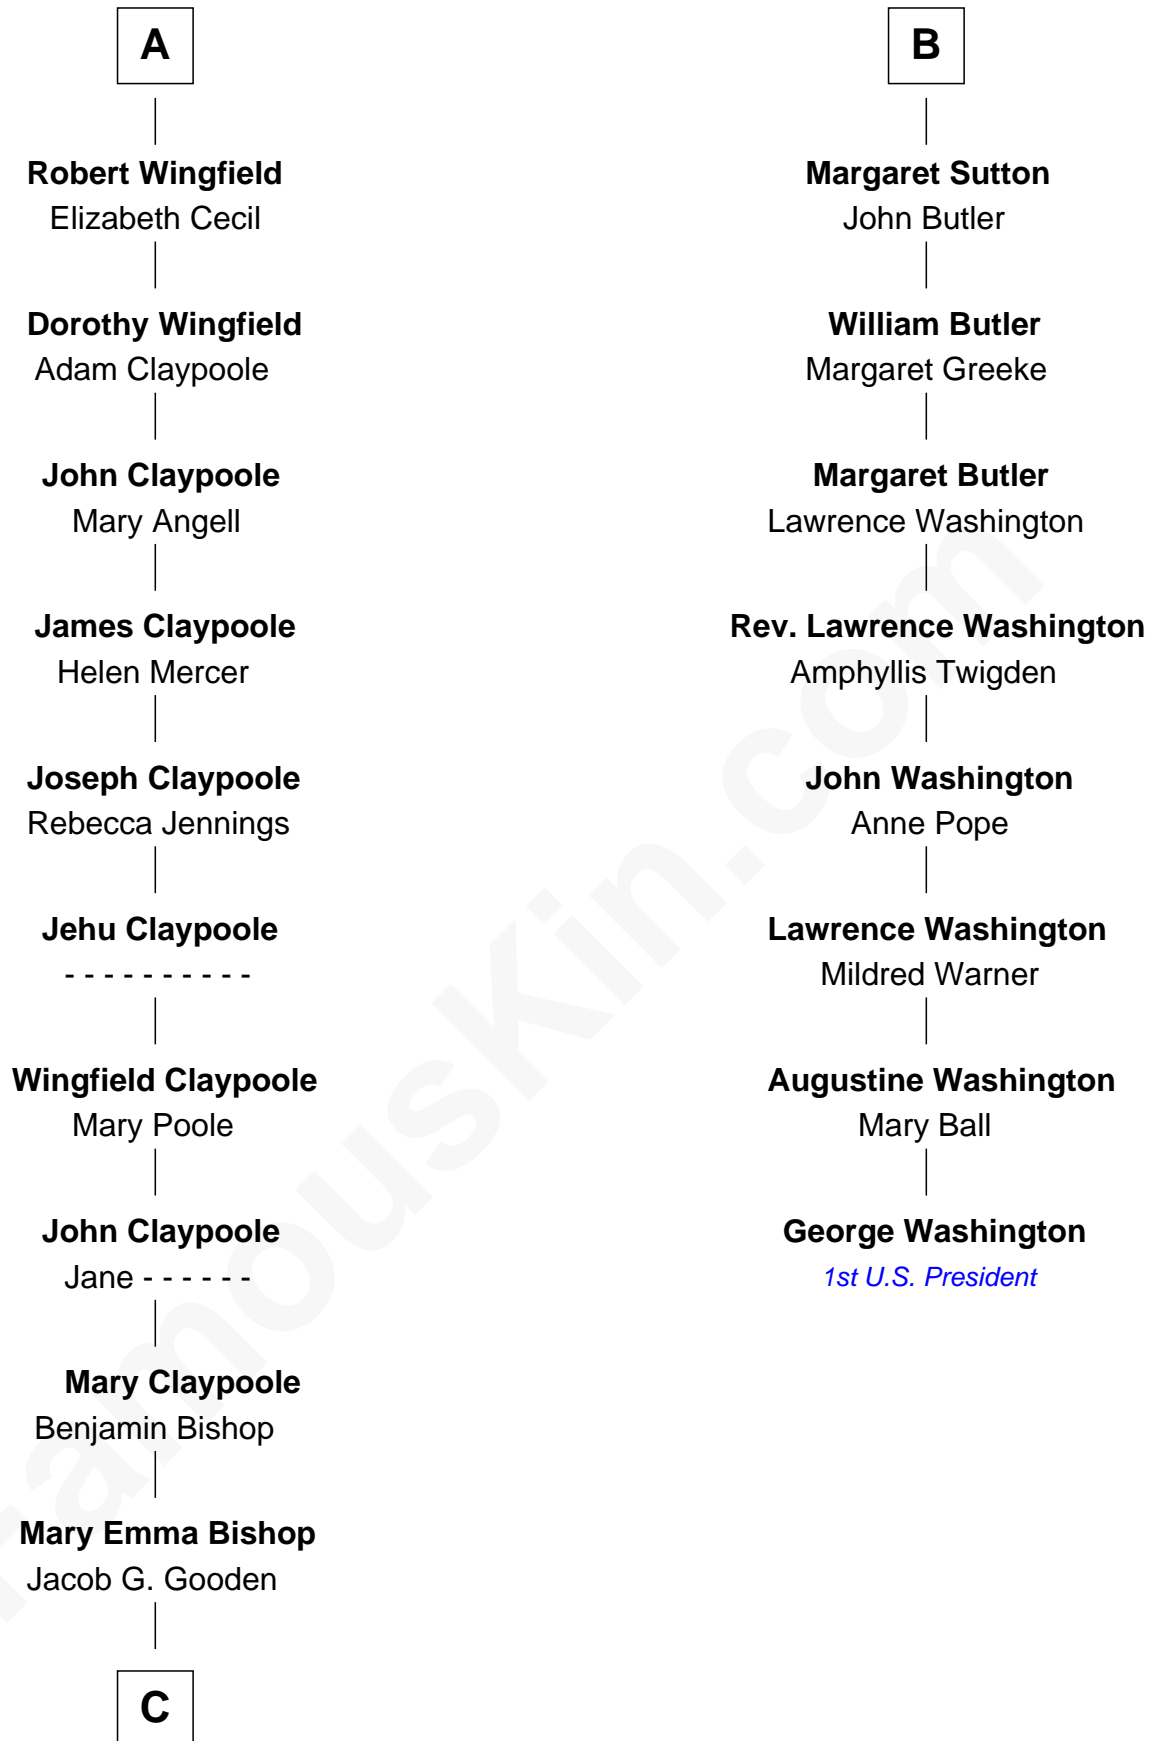 A
Robert Wingfield
Elizabeth Cecil
Dorothy Wingfield
Adam Claypoole
John Claypoole
Mary Angell
James Claypoole
Helen Mercer
Joseph Claypoole
Rebecca Jennings
Jehu Claypoole
- - - - - - - - - -
Wingfield Claypoole
Mary Poole
John Claypoole
Jane - - - - - -
Mary Claypoole
Benjamin Bishop
Mary Emma Bishop
Jacob G. Gooden
C
B
Margaret Sutton
John Butler
William Butler
Margaret Greeke
Margaret Butler
Lawrence Washington
Rev. Lawrence Washington
Amphyllis Twigden
John Washington
Anne Pope
Lawrence Washington
Mildred Warner
Augustine Washington
Mary Ball
George Washington
1st U.S. President
FamousKin.com